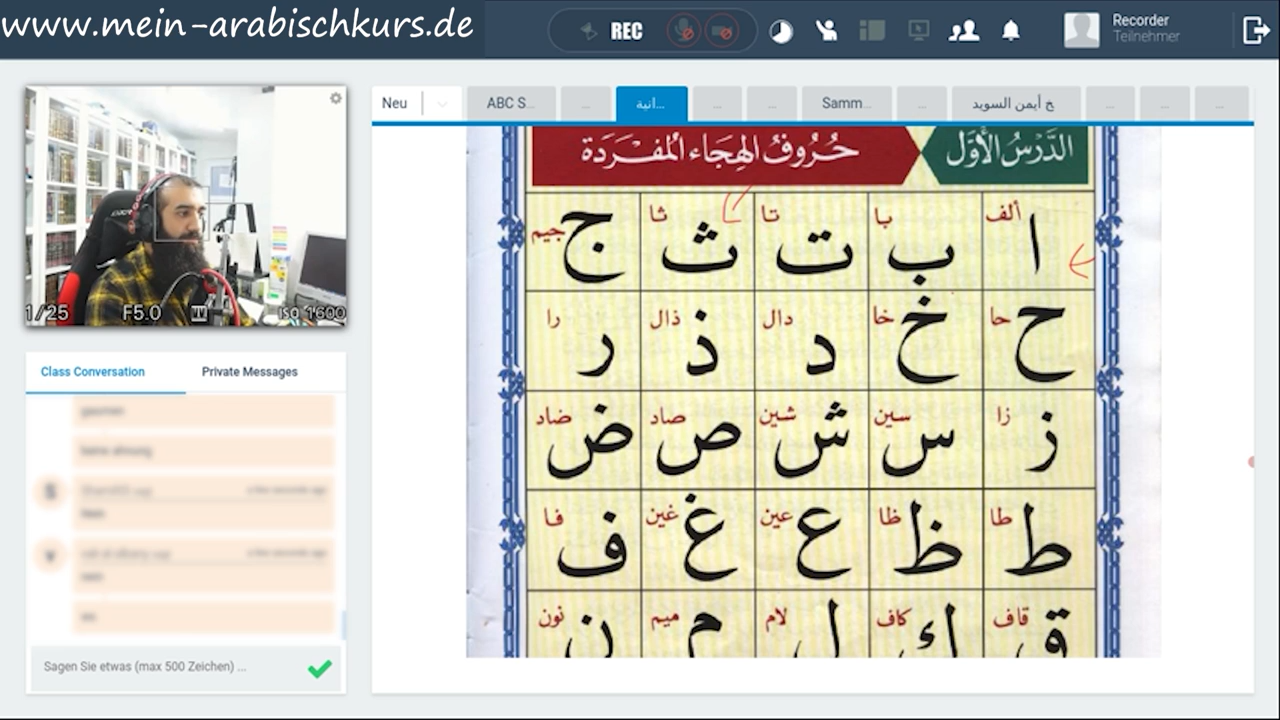 www.mein-arabischkurs.de
REC
Recorder
Teilnehmer
Neu
ABC S...
...
...انية
...
...
Samm...
...
خ أيمن السويد
...
...
...
1/25 F5.0 ISO 1600
Class Conversation Private Messages
Sagen Sie etwas (max 500 Zeichen) ...
الدَّرْسُ الأَوَّل
حُرُوفُ الهِجَاء المُفْرَدَة
ا ألف ب با ت تا ث ثا ج جيم
ح حا خ خا د دال ذ ذال ر را
ز زا س سين ش شين ص صاد ض ضاد
ط طا ظ ظا ع عين غ غين ف فا
ق قاف ك كاف ل لام م ميم ن نون